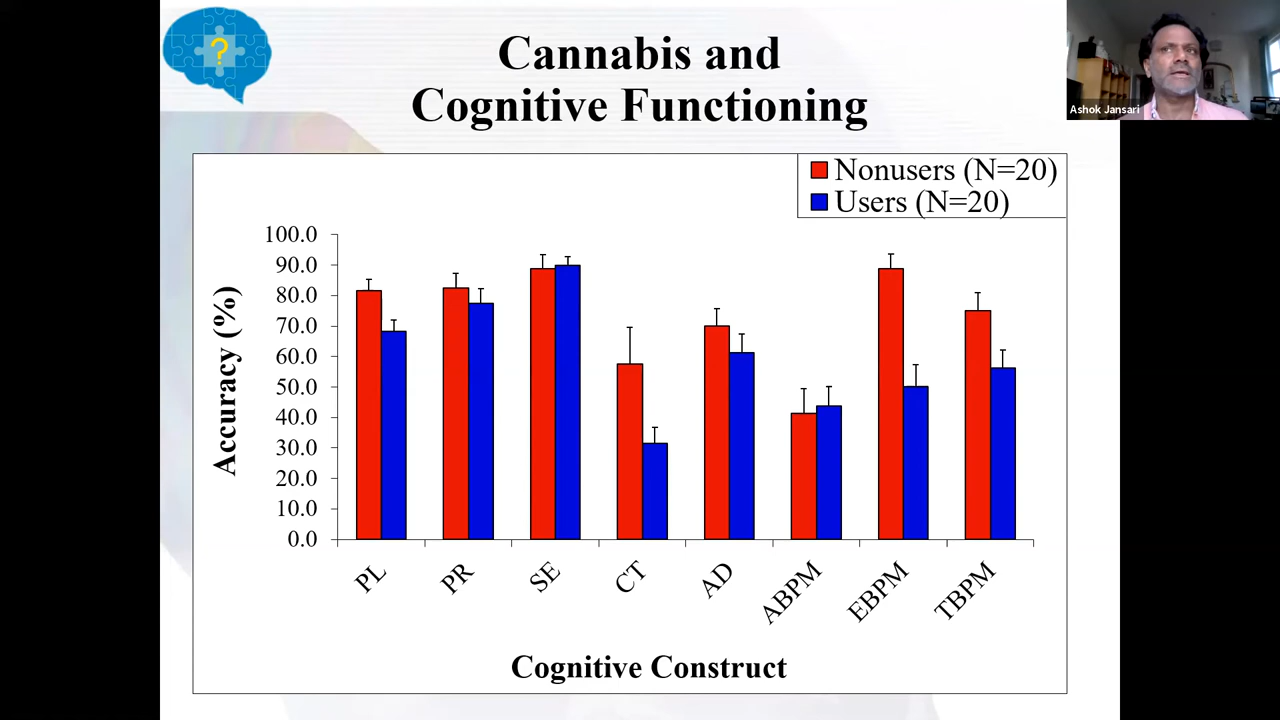 ?
Cannabis and
Cognitive Functioning
Ashok Jansari
Nonusers (N=20)
Users (N=20)
Accuracy (%)
100.0
90.0
80.0
70.0
60.0
50.0
40.0
30.0
20.0
10.0
0.0
PL
PR
SE
CT
AD
ABPM
EBPM
TBPM
Cognitive Construct